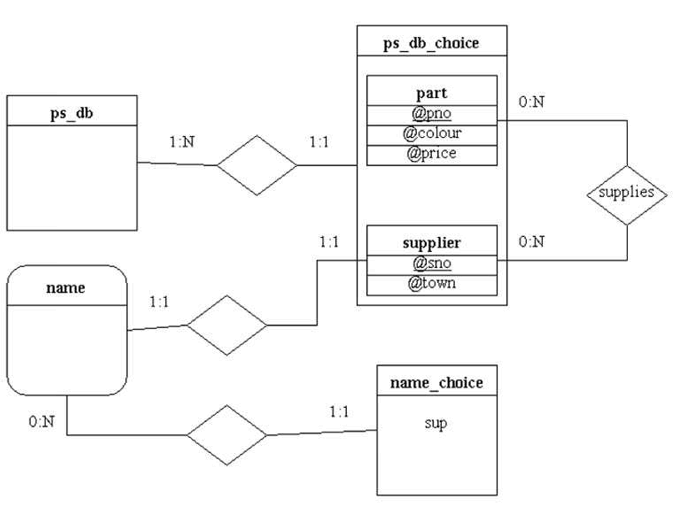 ps_db_choice
part
@pno
@colour
@price
0:N
ps_db
1:N
1:1
supplies
1:1
supplier
@sno
@town
0:N
name
1:1
name_choice
sup
0:N
1:1